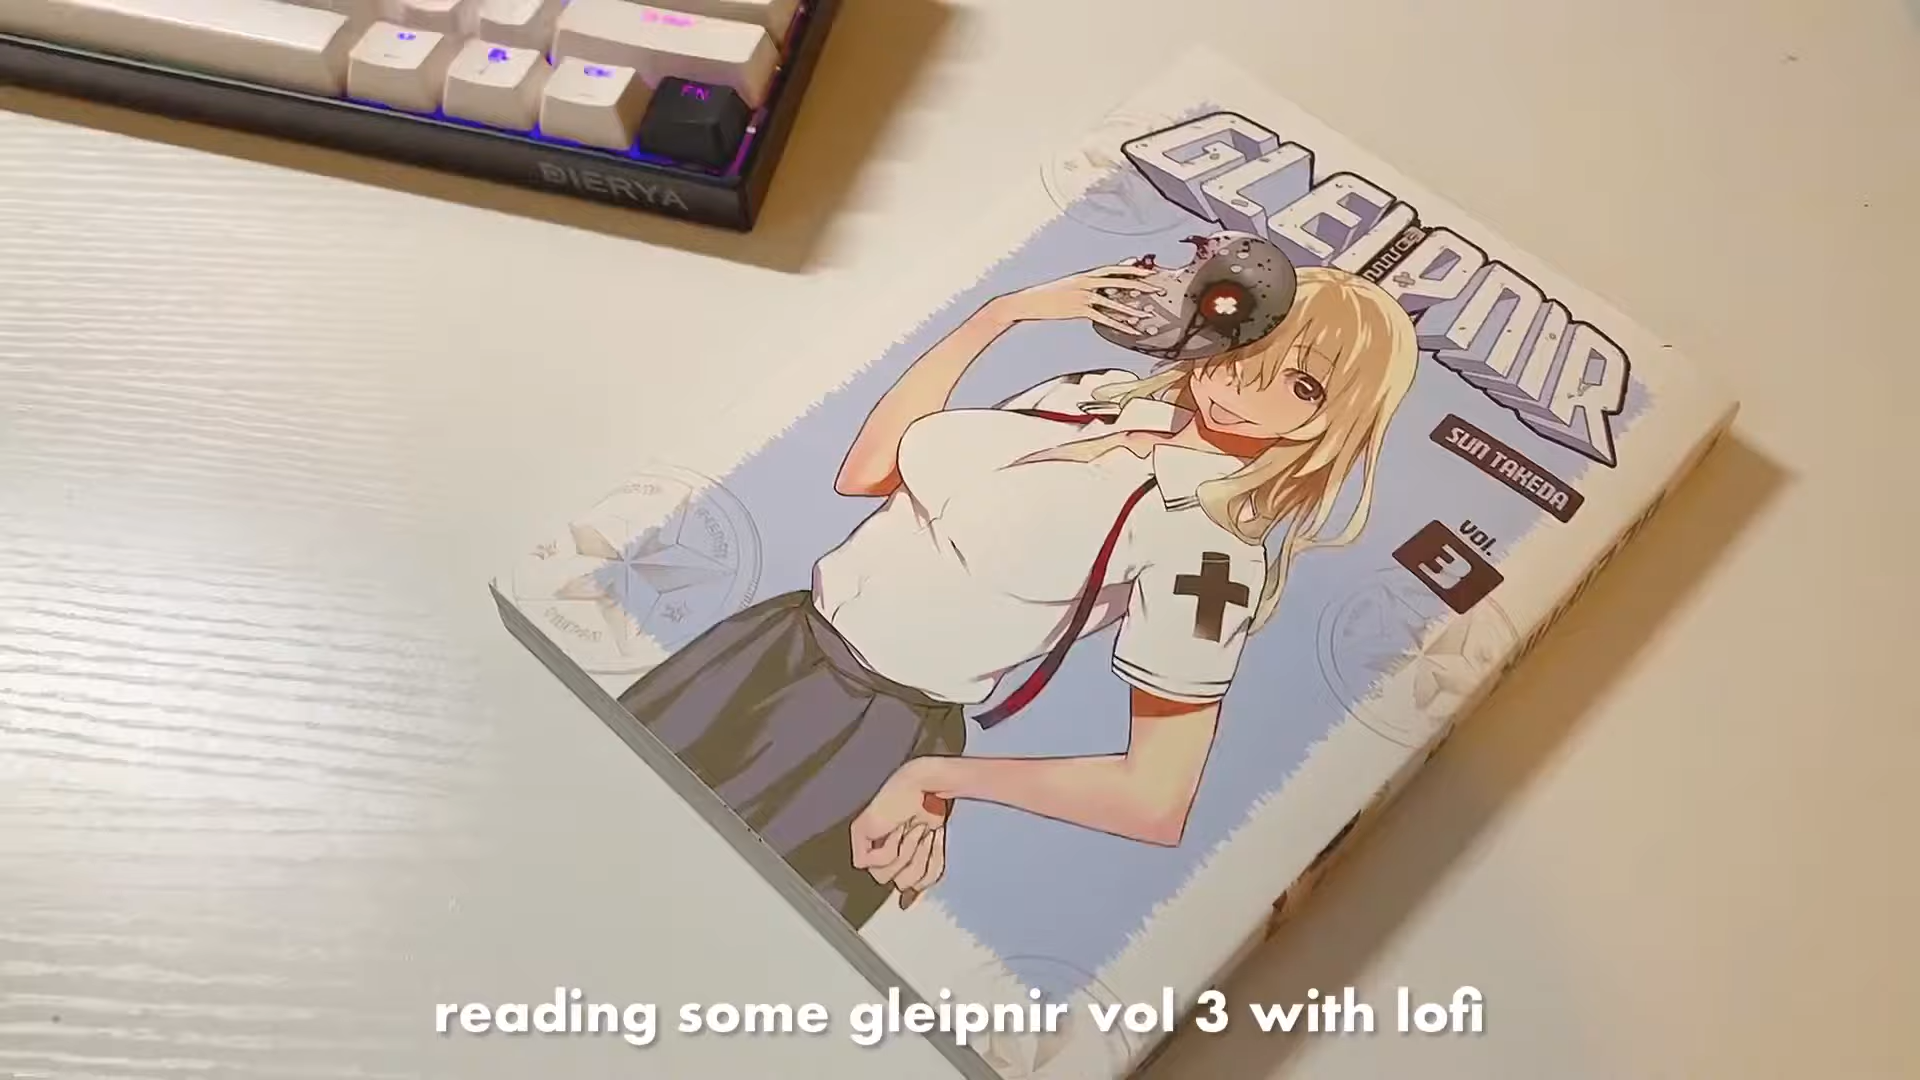 FN
DIERYA
GLEIPNIR
SUN TAKEDA
vol.
3
reading some gleipnir vol 3 with lofi